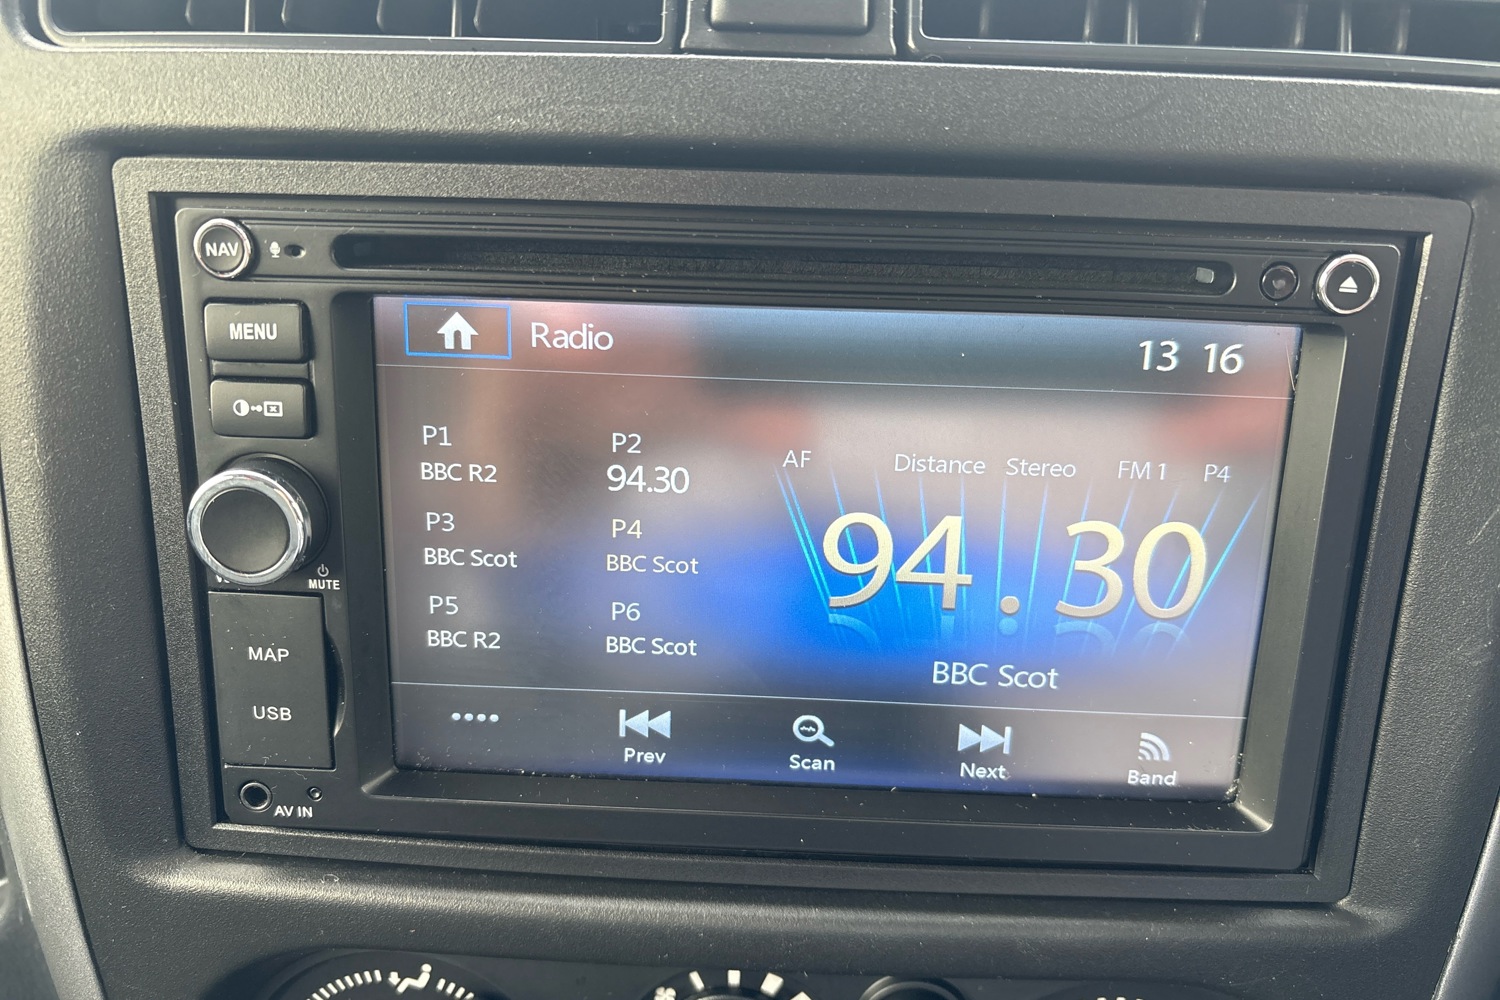 NAV
MENU
MUTE
MAP
USB
AV IN
Radio
13 16
P1
BBC R2
P2
94.30
P3
BBC Scot
P4
BBC Scot
P5
BBC R2
P6
BBC Scot
AF Distance Stereo FM 1 P4
94.30
BBC Scot
Prev
Scan
Next
Band